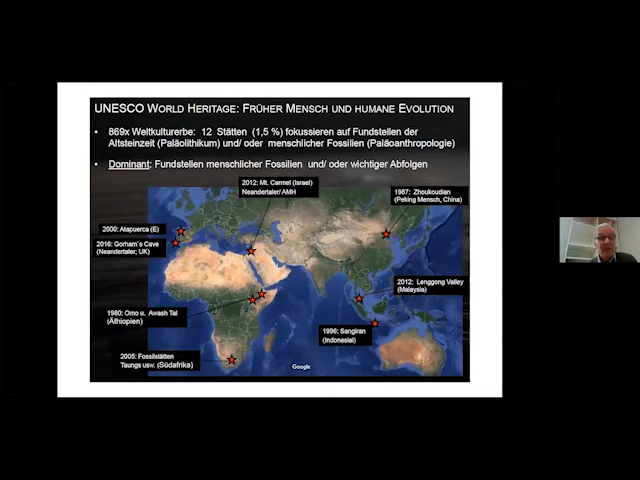 UNESCO WORLD HERITAGE: FRÜHER MENSCH UND HUMANE EVOLUTION
• 869x Weltkulturerbe: 12 Stätten (1,5 %) fokussieren auf Fundstellen der
Altsteinzeit (Paläolithikum) und/ oder menschlicher Fossilien (Paläoanthropologie)
• Dominant: Fundstellen menschlicher Fossilien und/ oder wichtiger Abfolgen
2012: Mt. Carmel (Israel)
Neandertaler/ AMH
1987: Zhoukoudian
(Peking Mensch, China)
2000: Atapuerca (E)
2016: Gorham´s Cave
(Neandertaler; UK)
2012: Lenggong Valley
(Malaysia)
1980: Omo u. Awash Tal
(Äthiopien)
1996: Sangiran
(Indonesial)
2005: Fossilstätten
Taungs usw. (Südafrika)
Google